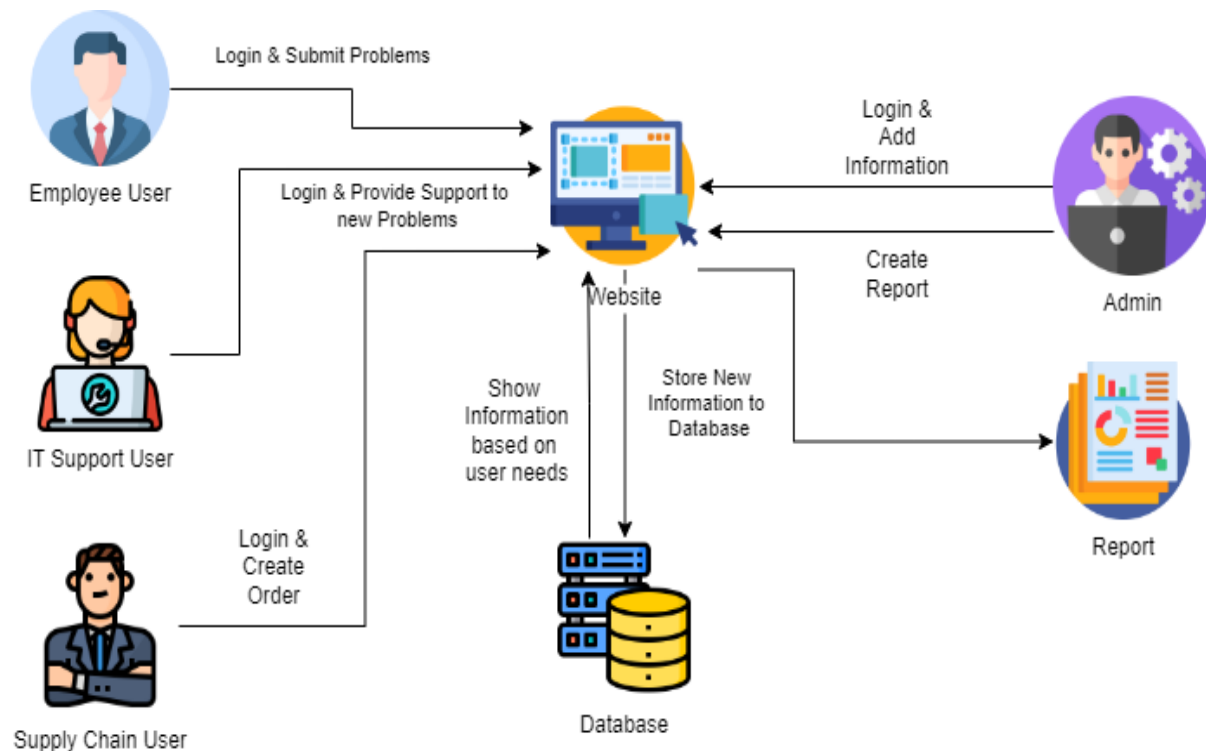 Login & Submit Problems
Employee User
Login & Provide Support to
new Problems
Login &
Add
Information
Create
Report
Admin
Website
IT Support User
Show
Information
based on
user needs
Store New
Information to
Database
Login &
Create
Order
Report
Database
Supply Chain User